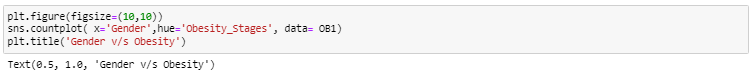 plt.figure(figsize=(10,10))
sns.countplot( x='Gender',hue='Obesity_Stages', data= OB1)
plt.title('Gender v/s Obesity')
Text(0.5, 1.0, 'Gender v/s Obesity')